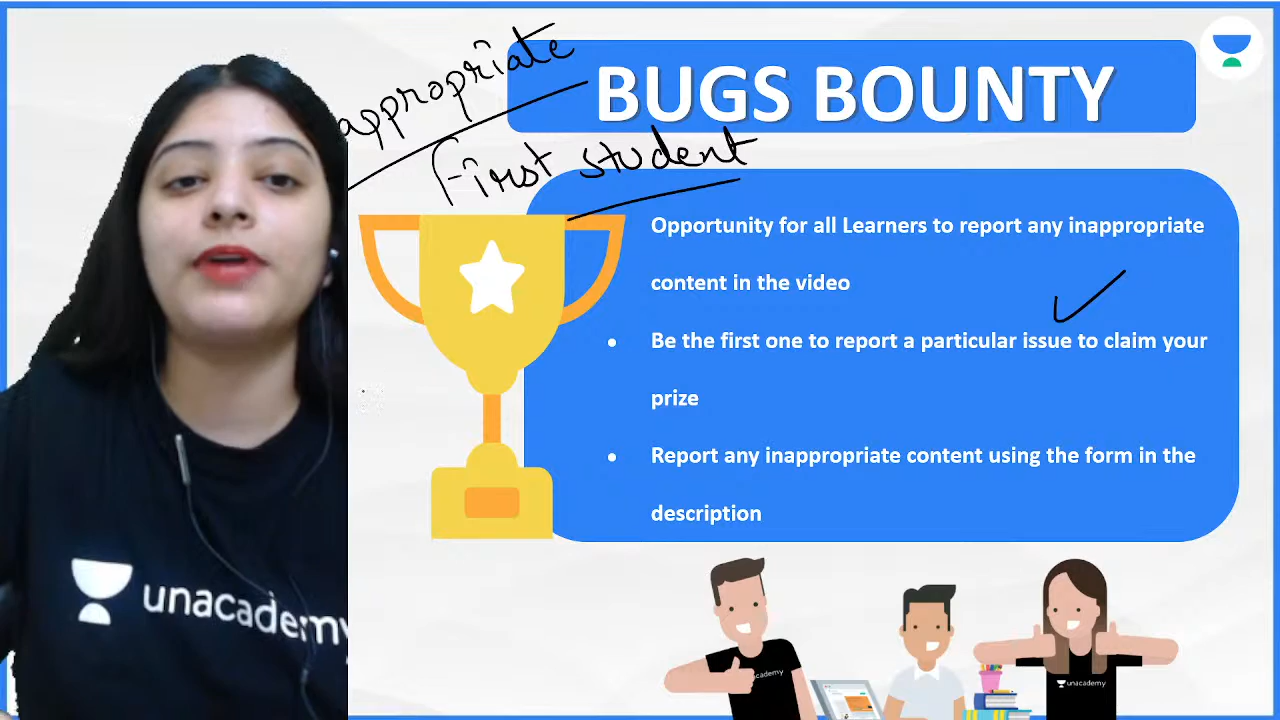 appropriate
BUGS BOUNTY
First student
Opportunity for all Learners to report any inappropriate
content in the video
• Be the first one to report a particular issue to claim your
prize
• Report any inappropriate content using the form in the
description
unacademy
unacademy